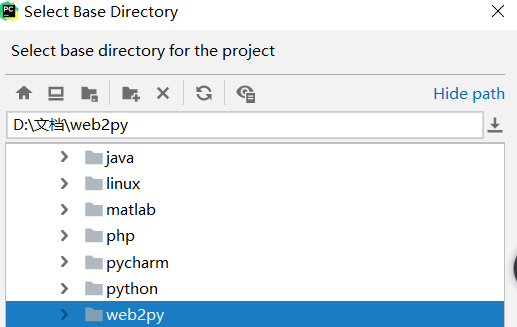 PC
Select Base Directory
Select base directory for the project
Hide path
D:\文档\web2py
java
linux
matlab
php
pycharm
python
web2py